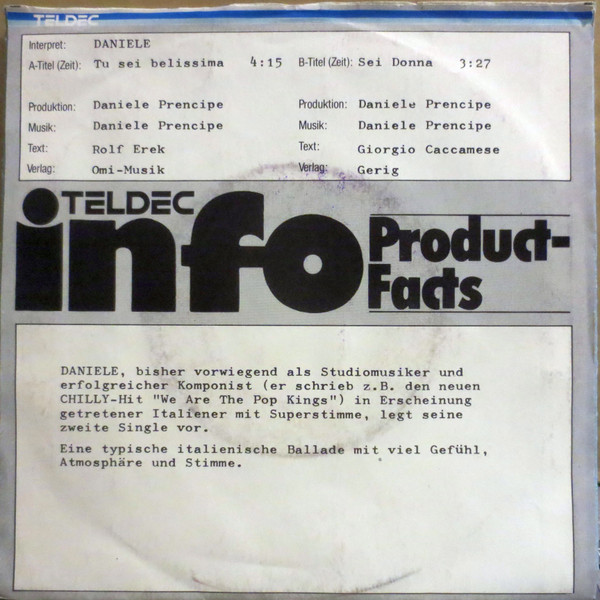 TELDEC
Interpret: DANIELE
A-Titel (Zeit): Tu sei belissima 4:15 B-Titel (Zeit): Sei Donna 3:27
Produktion: Daniele Prencipe Produktion: Daniele Prencipe
Musik: Daniele Prencipe Musik: Daniele Prencipe
Text: Rolf Erek Text: Giorgio Caccamese
Verlag: Omi-Musik Verlag: Gerig
TELDEC
info Product-
Facts
DANIELE, bisher vorwiegend als Studiomusiker und
erfolgreicher Komponist (er schrieb z.B. den neuen
CHILLY-Hit "We Are The Pop Kings") in Erscheinung
getretener Italiener mit Superstimme, legt seine
zweite Single vor.
Eine typische italienische Ballade mit viel Gefühl,
Atmosphäre und Stimme.